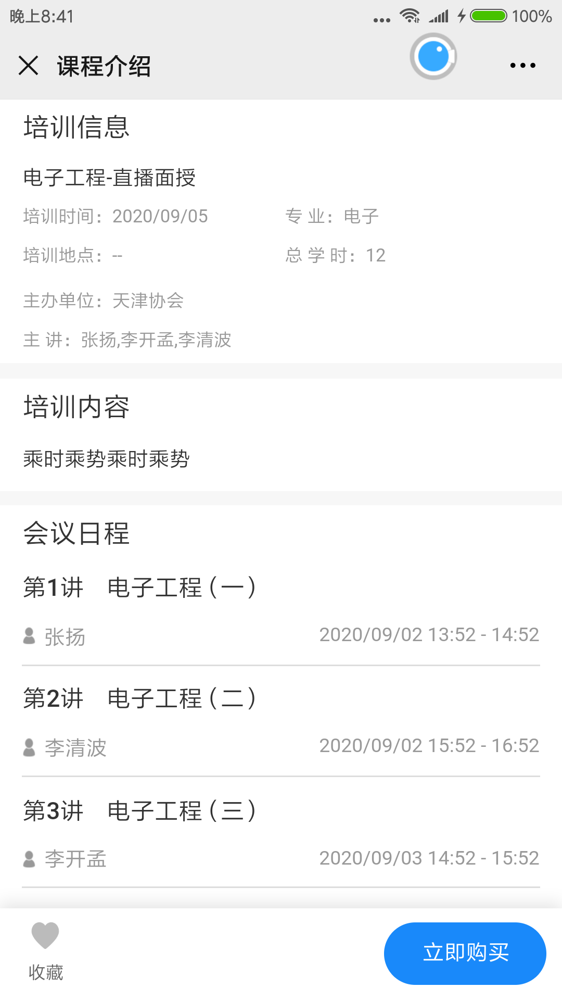 晚上8:41
100%
课程介绍
培训信息
电子工程-直播面授
培训时间：2020/09/05 专 业：电子
培训地点：-- 总 学 时：12
主办单位：天津协会
主 讲：张扬,李开孟,李清波
培训内容
乘时乘势乘时乘势
会议日程
第1讲 电子工程（一）
张扬 2020/09/02 13:52 - 14:52
第2讲 电子工程（二）
李清波 2020/09/02 15:52 - 16:52
第3讲 电子工程（三）
李开孟 2020/09/03 14:52 - 15:52
收藏
立即购买